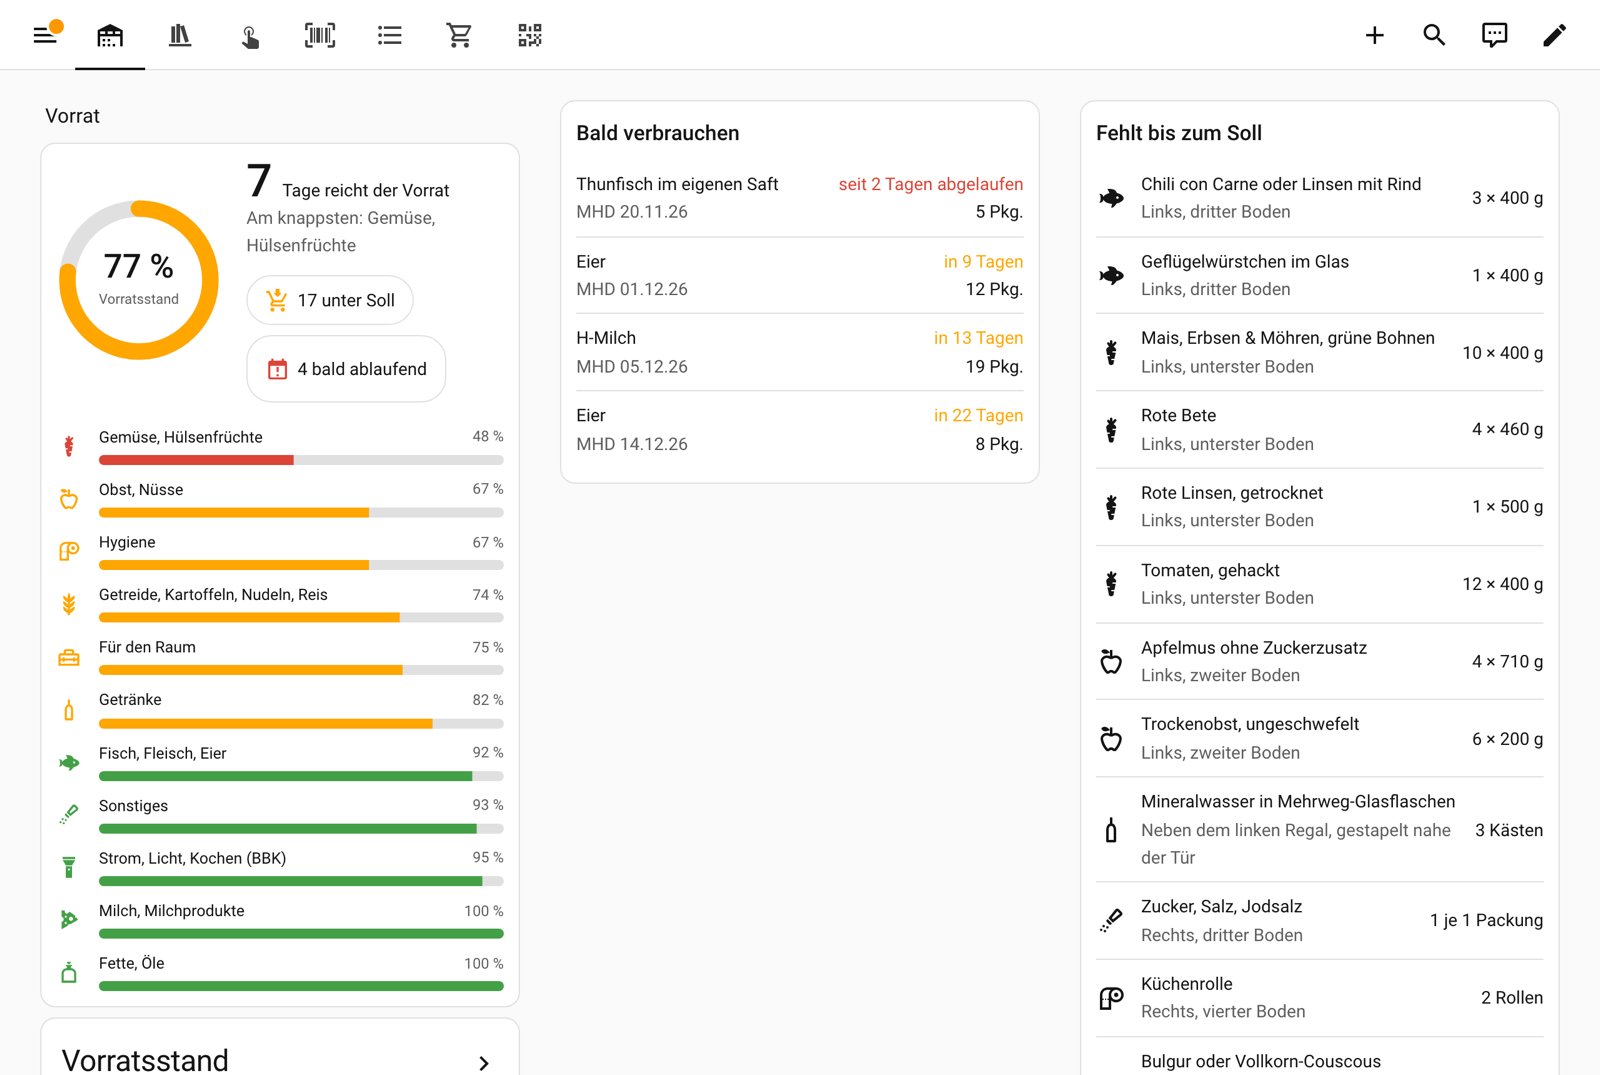 Vorrat
77 %
Vorratsstand
7 Tage reicht der Vorrat
Am knappsten: Gemüse,
Hülsenfrüchte
17 unter Soll
4 bald ablaufend
Gemüse, Hülsenfrüchte 48 %
Obst, Nüsse 67 %
Hygiene 67 %
Getreide, Kartoffeln, Nudeln, Reis 74 %
Für den Raum 75 %
Getränke 82 %
Fisch, Fleisch, Eier 92 %
Sonstiges 93 %
Strom, Licht, Kochen (BBK) 95 %
Milch, Milchprodukte 100 %
Fette, Öle 100 %
Vorratsstand
Bald verbrauchen
Thunfisch im eigenen Saft seit 2 Tagen abgelaufen
MHD 20.11.26 5 Pkg.
Eier in 9 Tagen
MHD 01.12.26 12 Pkg.
H-Milch in 13 Tagen
MHD 05.12.26 19 Pkg.
Eier in 22 Tagen
MHD 14.12.26 8 Pkg.
Fehlt bis zum Soll
Chili con Carne oder Linsen mit Rind
Links, dritter Boden
3 × 400 g
Geflügelwürstchen im Glas
Links, dritter Boden
1 × 400 g
Mais, Erbsen & Möhren, grüne Bohnen
Links, unterster Boden
10 × 400 g
Rote Bete
Links, unterster Boden
4 × 460 g
Rote Linsen, getrocknet
Links, unterster Boden
1 × 500 g
Tomaten, gehackt
Links, unterster Boden
12 × 400 g
Apfelmus ohne Zuckerzusatz
Links, zweiter Boden
4 × 710 g
Trockenobst, ungeschwefelt
Links, zweiter Boden
6 × 200 g
Mineralwasser in Mehrweg-Glasflaschen
Neben dem linken Regal, gestapelt nahe
der Tür
3 Kästen
Zucker, Salz, Jodsalz
Rechts, dritter Boden
1 je 1 Packung
Küchenrolle
Rechts, vierter Boden
2 Rollen
Bulgur oder Vollkorn-Couscous